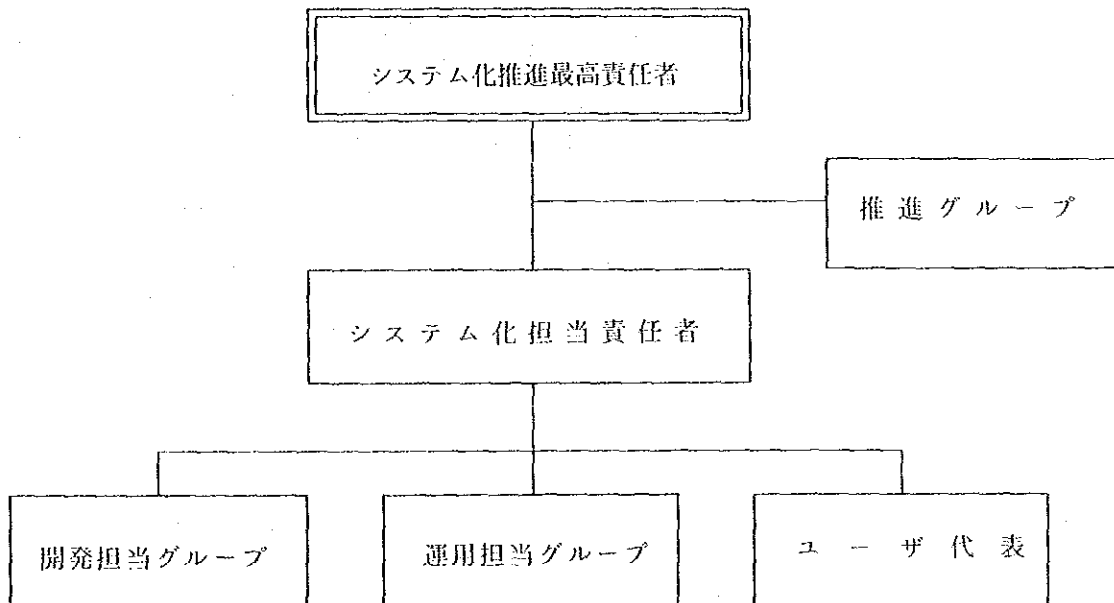 システム化推進最高責任者
推進グループ
システム化担当責任者
開発担当グループ
運用担当グループ
ユーザ代表